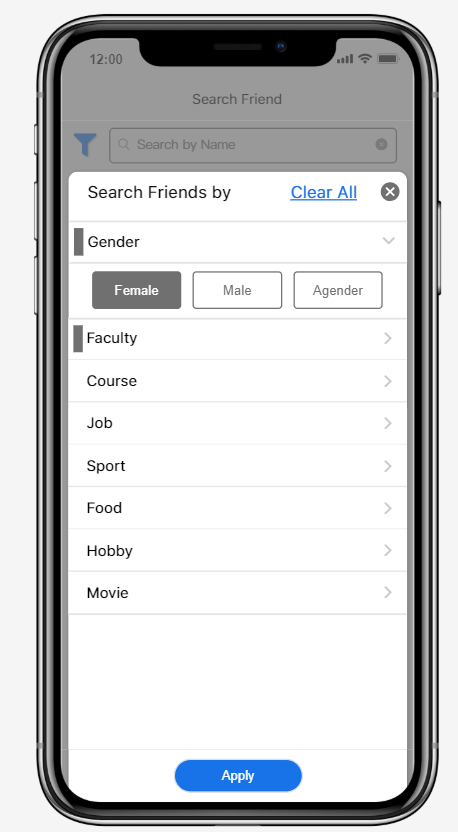 12:00
Search Friend
Search by Name
Search Friends by Clear All
Gender
Female Male Agender
Faculty
Course
Job
Sport
Food
Hobby
Movie
Apply